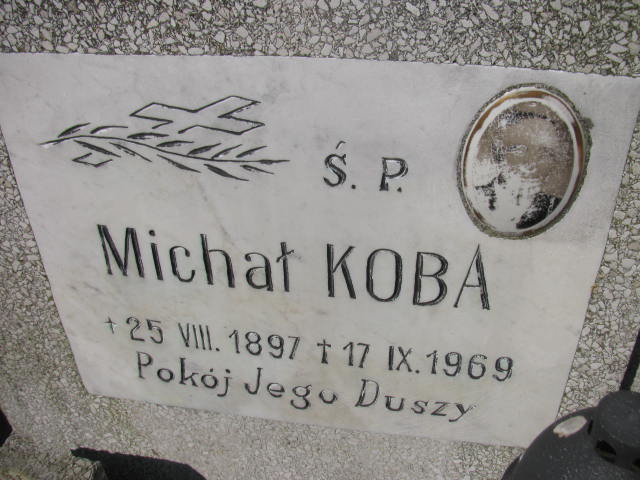 Ś. P.
Michał KOBA
+ 25 VIII. 1897 † 17 IX. 1969
Pokój Jego Duszy